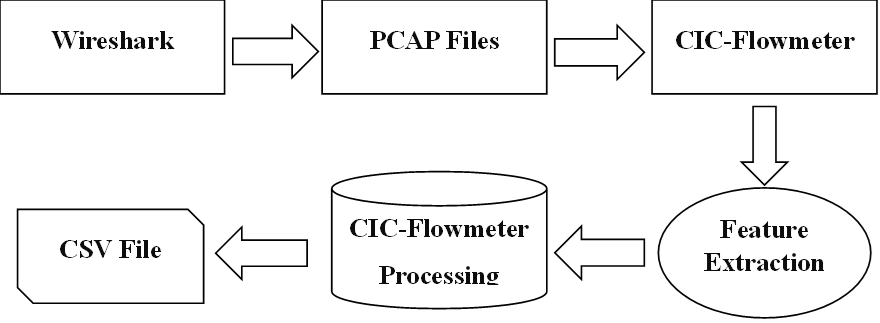 Wireshark
PCAP Files
CIC-Flowmeter
Feature
Extraction
CIC-Flowmeter
Processing
CSV File